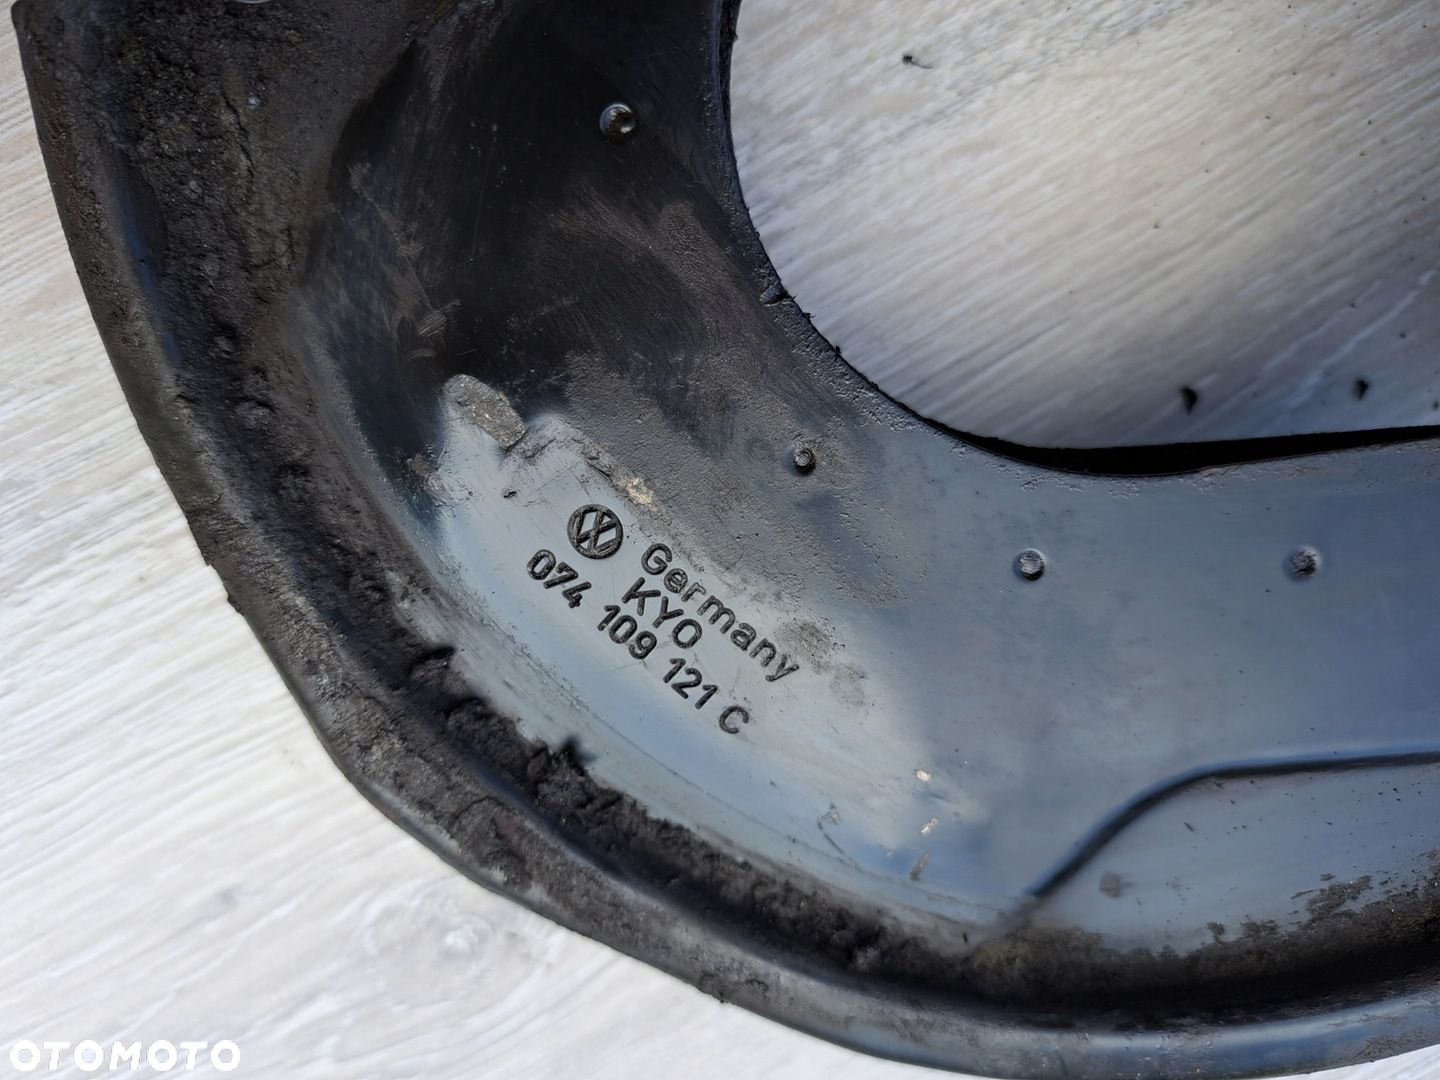 Germany
KYO
074 109 121 C
OTOMOTO